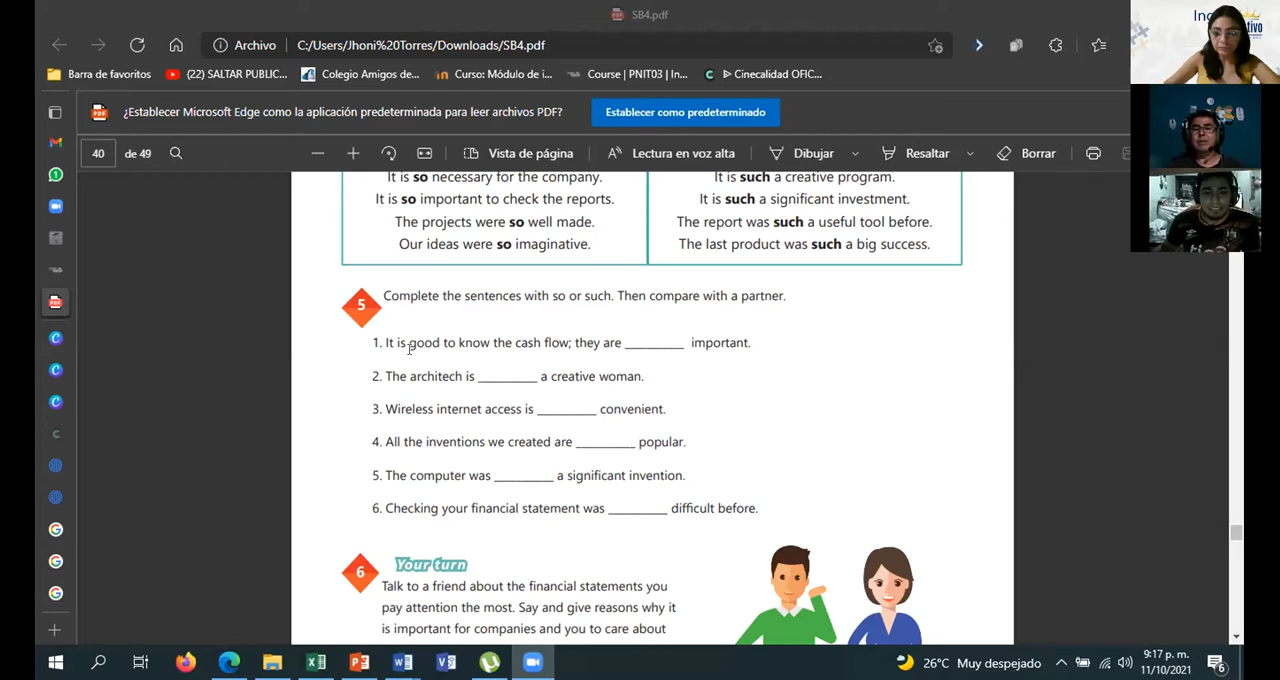 SB4.pdf
Archivo
C:/Users/Jhoni%20Torres/Downloads/SB4.pdf
Barra de favoritos
(22) SALTAR PUBLIC...
Colegio Amigos de...
Curso: Módulo de i...
Course | PNIT03 | In...
Cinecalidad OFIC...
¿Establecer Microsoft Edge como la aplicación predeterminada para leer archivos PDF?
Establecer como predeterminado
40 de 49
Vista de página
Lectura en voz alta
Dibujar
Resaltar
Borrar
It is so necessary for the company.
It is so important to check the reports.
The projects were so well made.
Our ideas were so imaginative.
It is such a creative program.
It is such a significant investment.
The report was such a useful tool before.
The last product was such a big success.
5 Complete the sentences with so or such. Then compare with a partner.
1. It is good to know the cash flow; they are _________ important.
2. The architech is _________ a creative woman.
3. Wireless internet access is _________ convenient.
4. All the inventions we created are _________ popular.
5. The computer was _________ a significant invention.
6. Checking your financial statement was _________ difficult before.
6 Your turn
Talk to a friend about the financial statements you
pay attention the most. Say and give reasons why it
is important for companies and you to care about
26°C Muy despejado
9:17 p. m.
11/10/2021
6